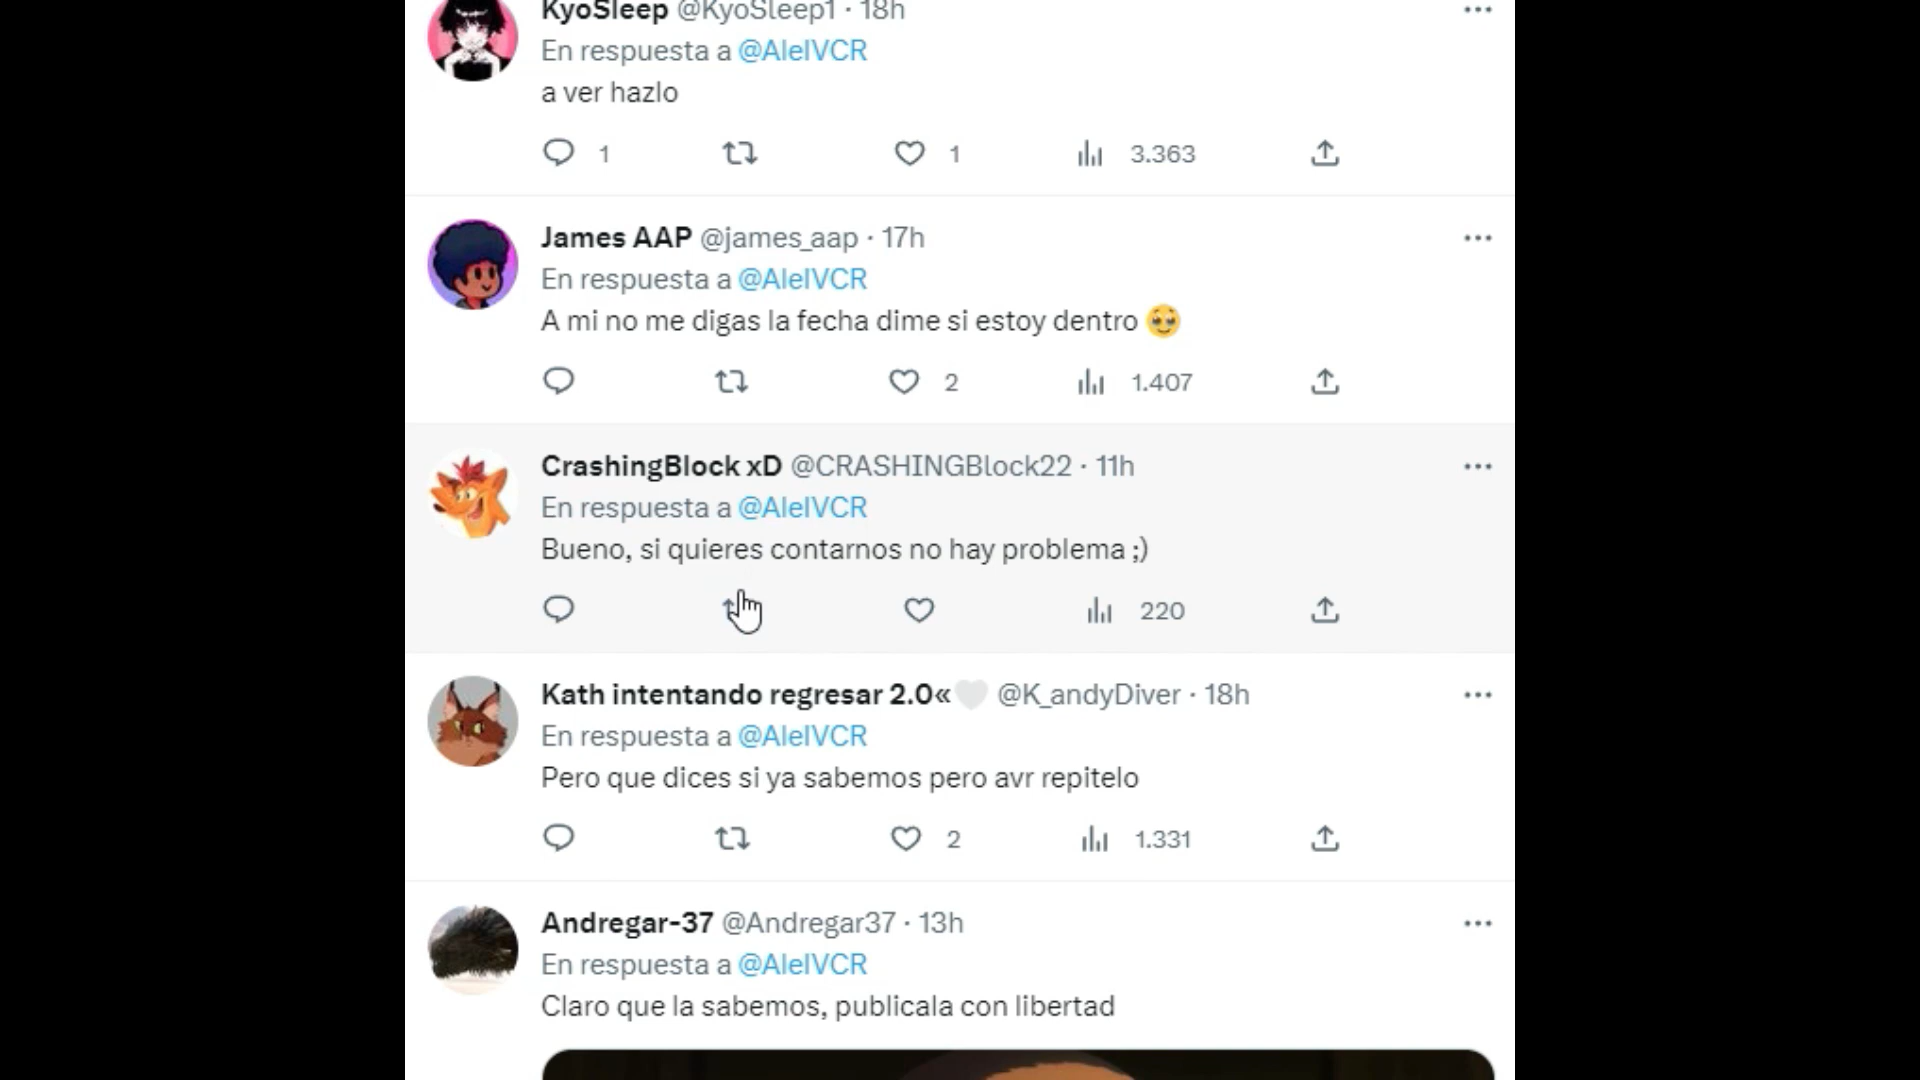 KyoSleep @KyoSleep1 · 18h
En respuesta a @AleIVCR
a ver hazlo
1 1 3.363
James AAP @james_aap · 17h
En respuesta a @AleIVCR
A mi no me digas la fecha dime si estoy dentro 🥹
2 1.407
CrashingBlock xD @CRASHINGBlock22 · 11h
En respuesta a @AleIVCR
Bueno, si quieres contarnos no hay problema ;)
220
Kath intentando regresar 2.0«🤍 @K_andyDiver · 18h
En respuesta a @AleIVCR
Pero que dices si ya sabemos pero avr repitelo
2 1.331
Andregar-37 @Andregar37 · 13h
En respuesta a @AleIVCR
Claro que la sabemos, publicala con libertad